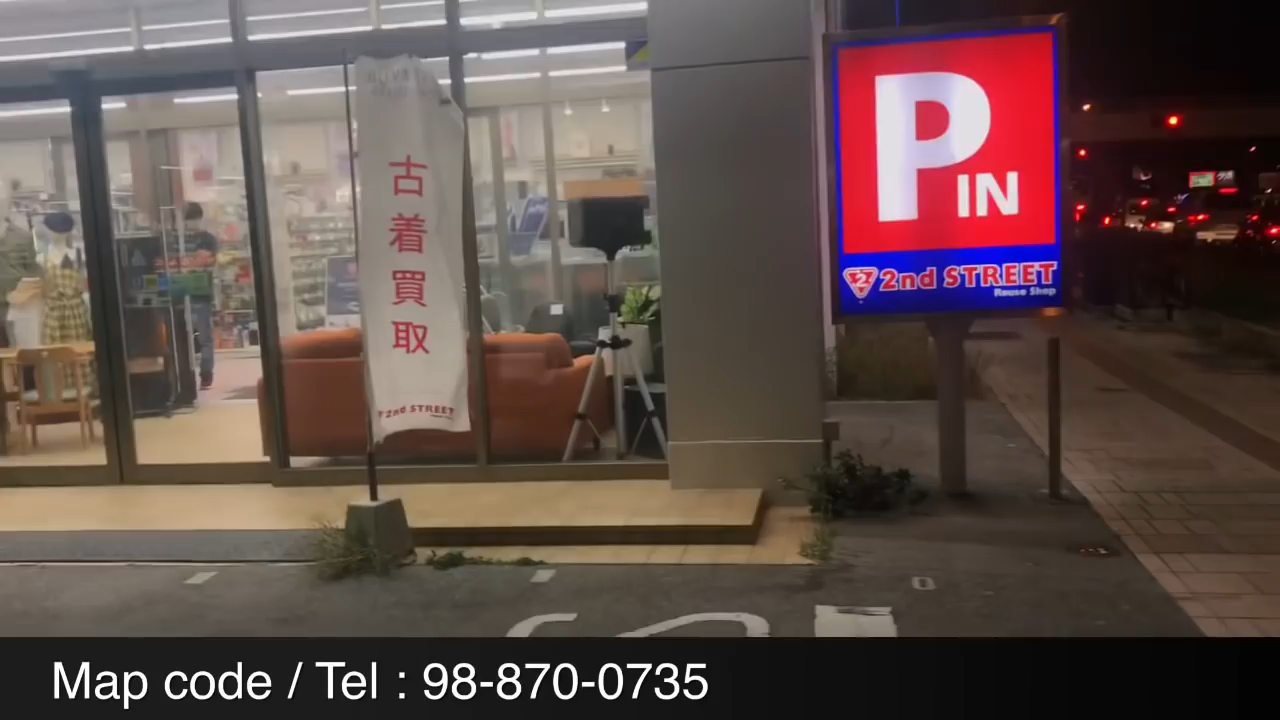 古着買取
2nd STREET
P
IN
2nd STREET
Reuse Shop
Map code / Tel : 98-870-0735